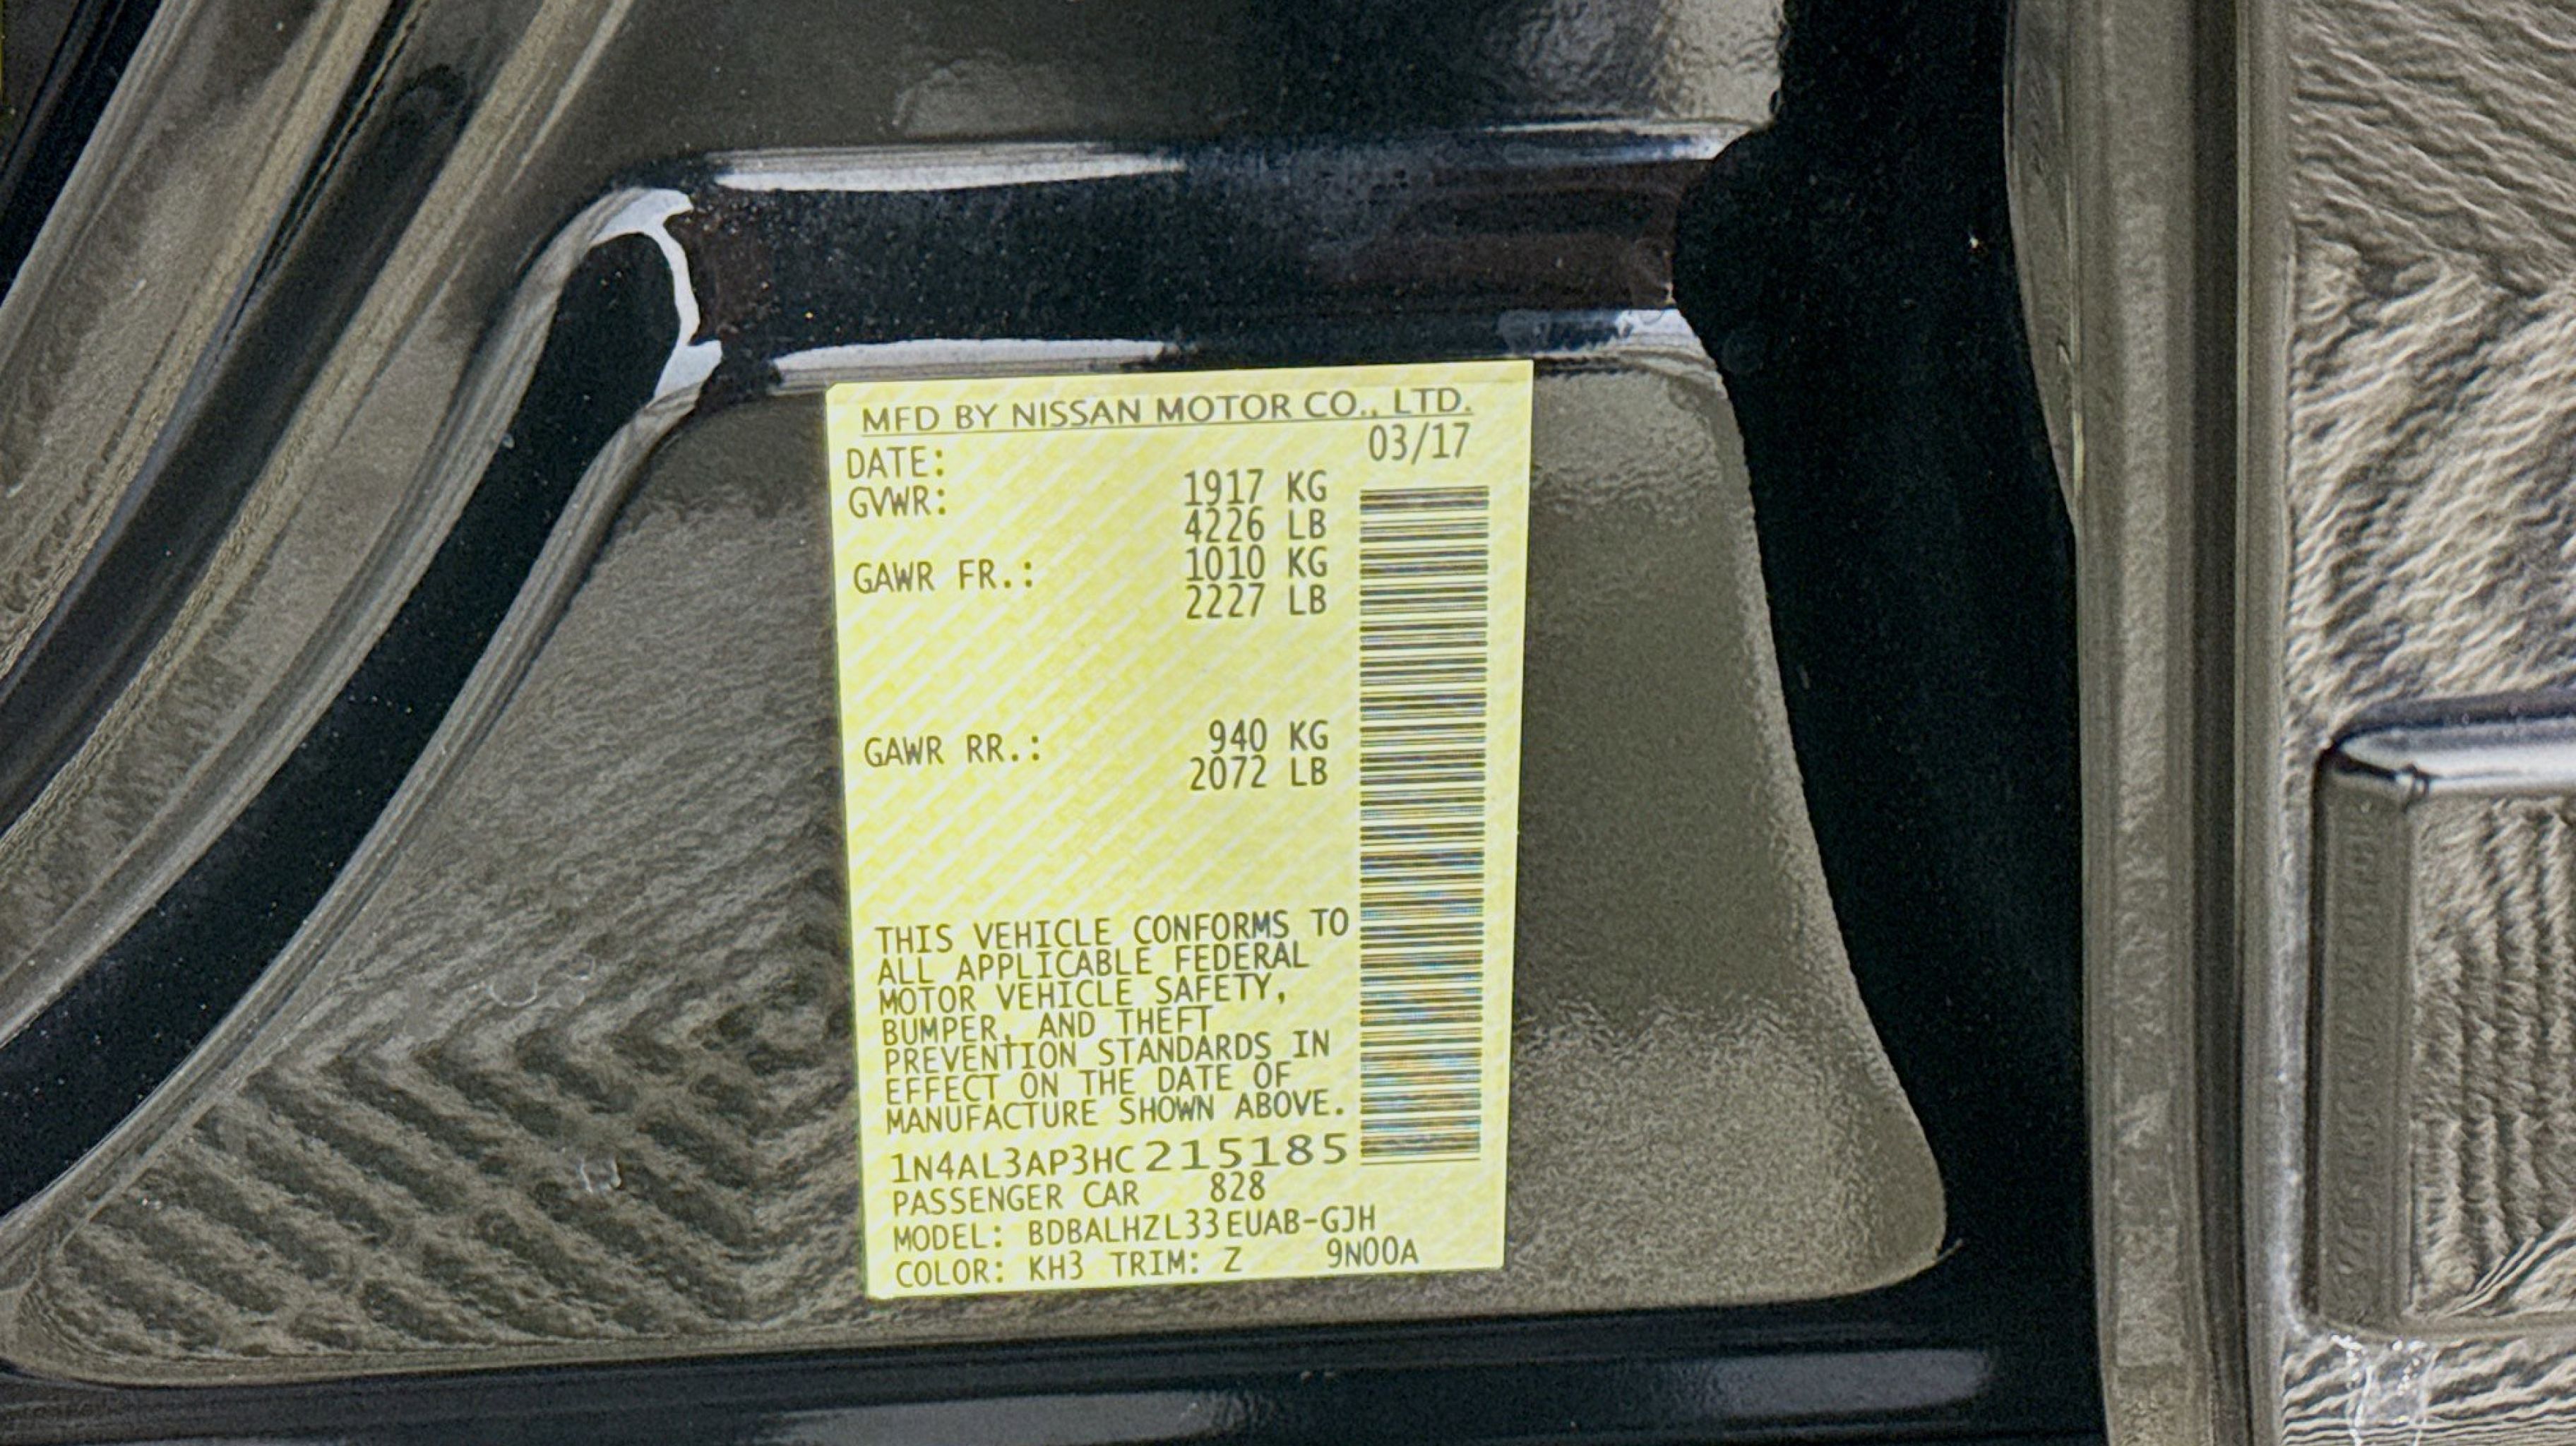 MFD BY NISSAN MOTOR CO., LTD.
DATE: 03/17
GVWR: 1917 KG
4226 LB
GAWR FR.: 1010 KG
2227 LB
GAWR RR.: 940 KG
2072 LB
THIS VEHICLE CONFORMS TO
ALL APPLICABLE FEDERAL
MOTOR VEHICLE SAFETY,
BUMPER, AND THEFT
PREVENTION STANDARDS IN
EFFECT ON THE DATE OF
MANUFACTURE SHOWN ABOVE.
1N4AL3AP3HC215185
PASSENGER CAR 828
MODEL: BDBALHZL33EUAB-GJH
COLOR: KH3 TRIM: Z 9N00A